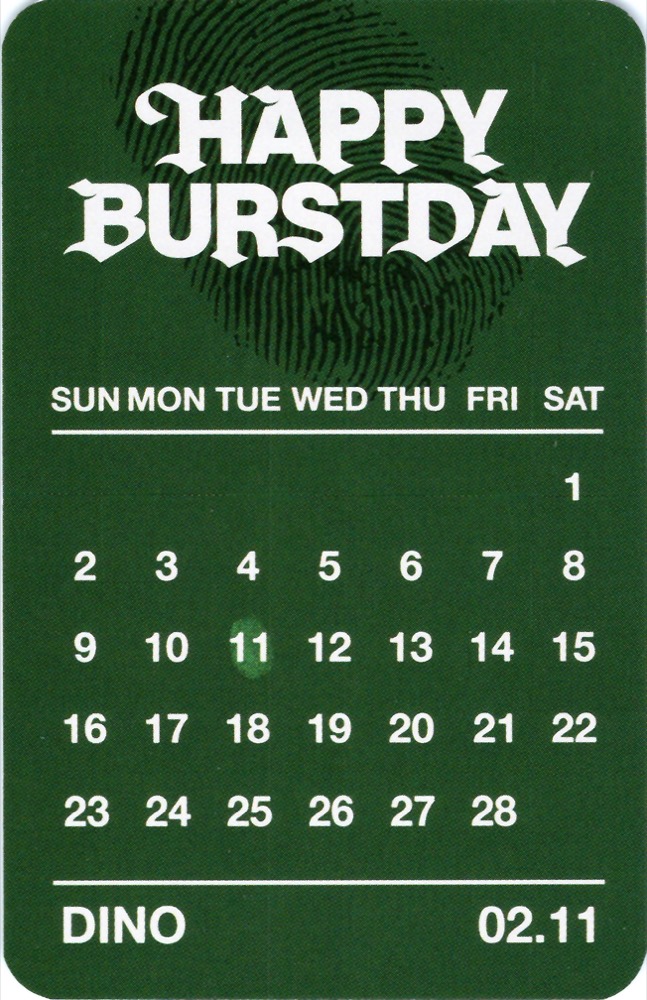 HAPPY
BURSTDAY
SUN MON TUE WED THU FRI SAT
1
2 3 4 5 6 7 8
9 10 11 12 13 14 15
16 17 18 19 20 21 22
23 24 25 26 27 28
DINO 02.11